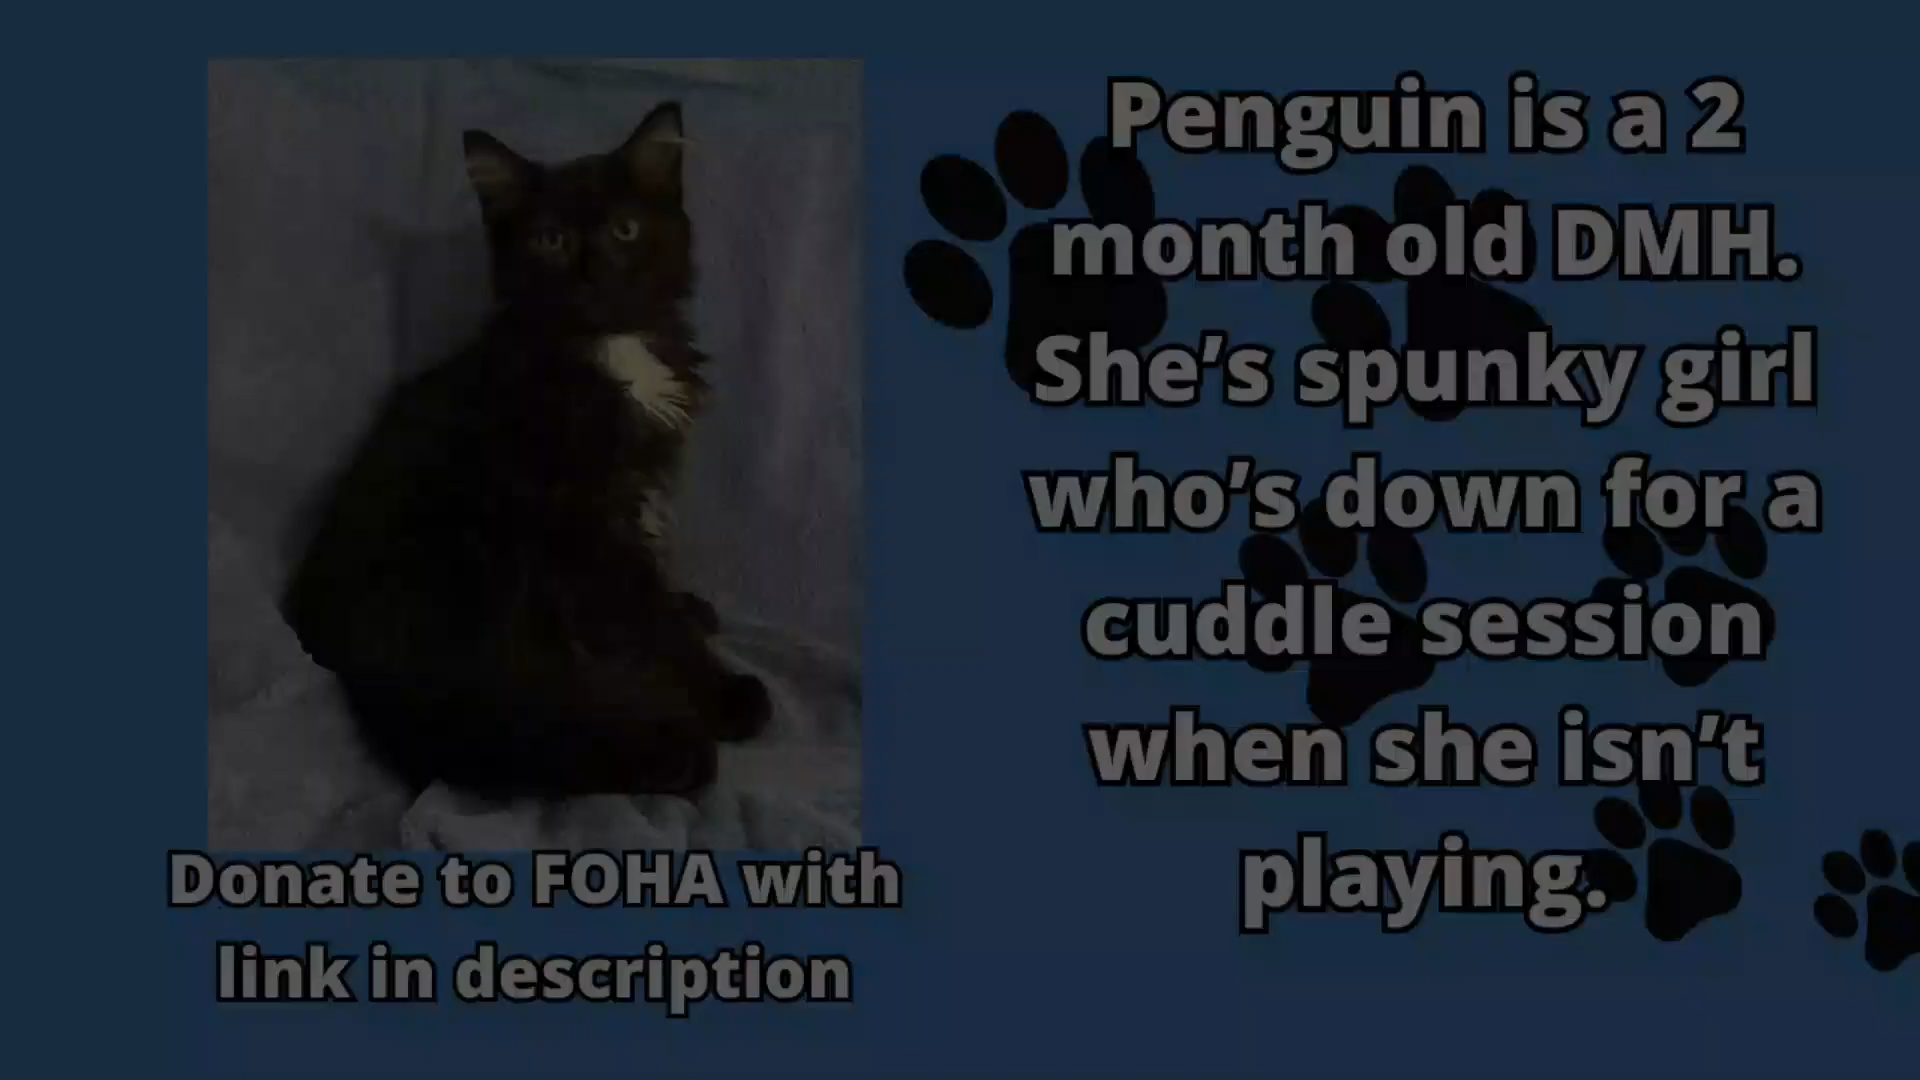 Penguin is a 2
month old DMH.
She’s spunky girl
who’s down for a
cuddle session
when she isn’t
playing.
Donate to FOHA with
link in description